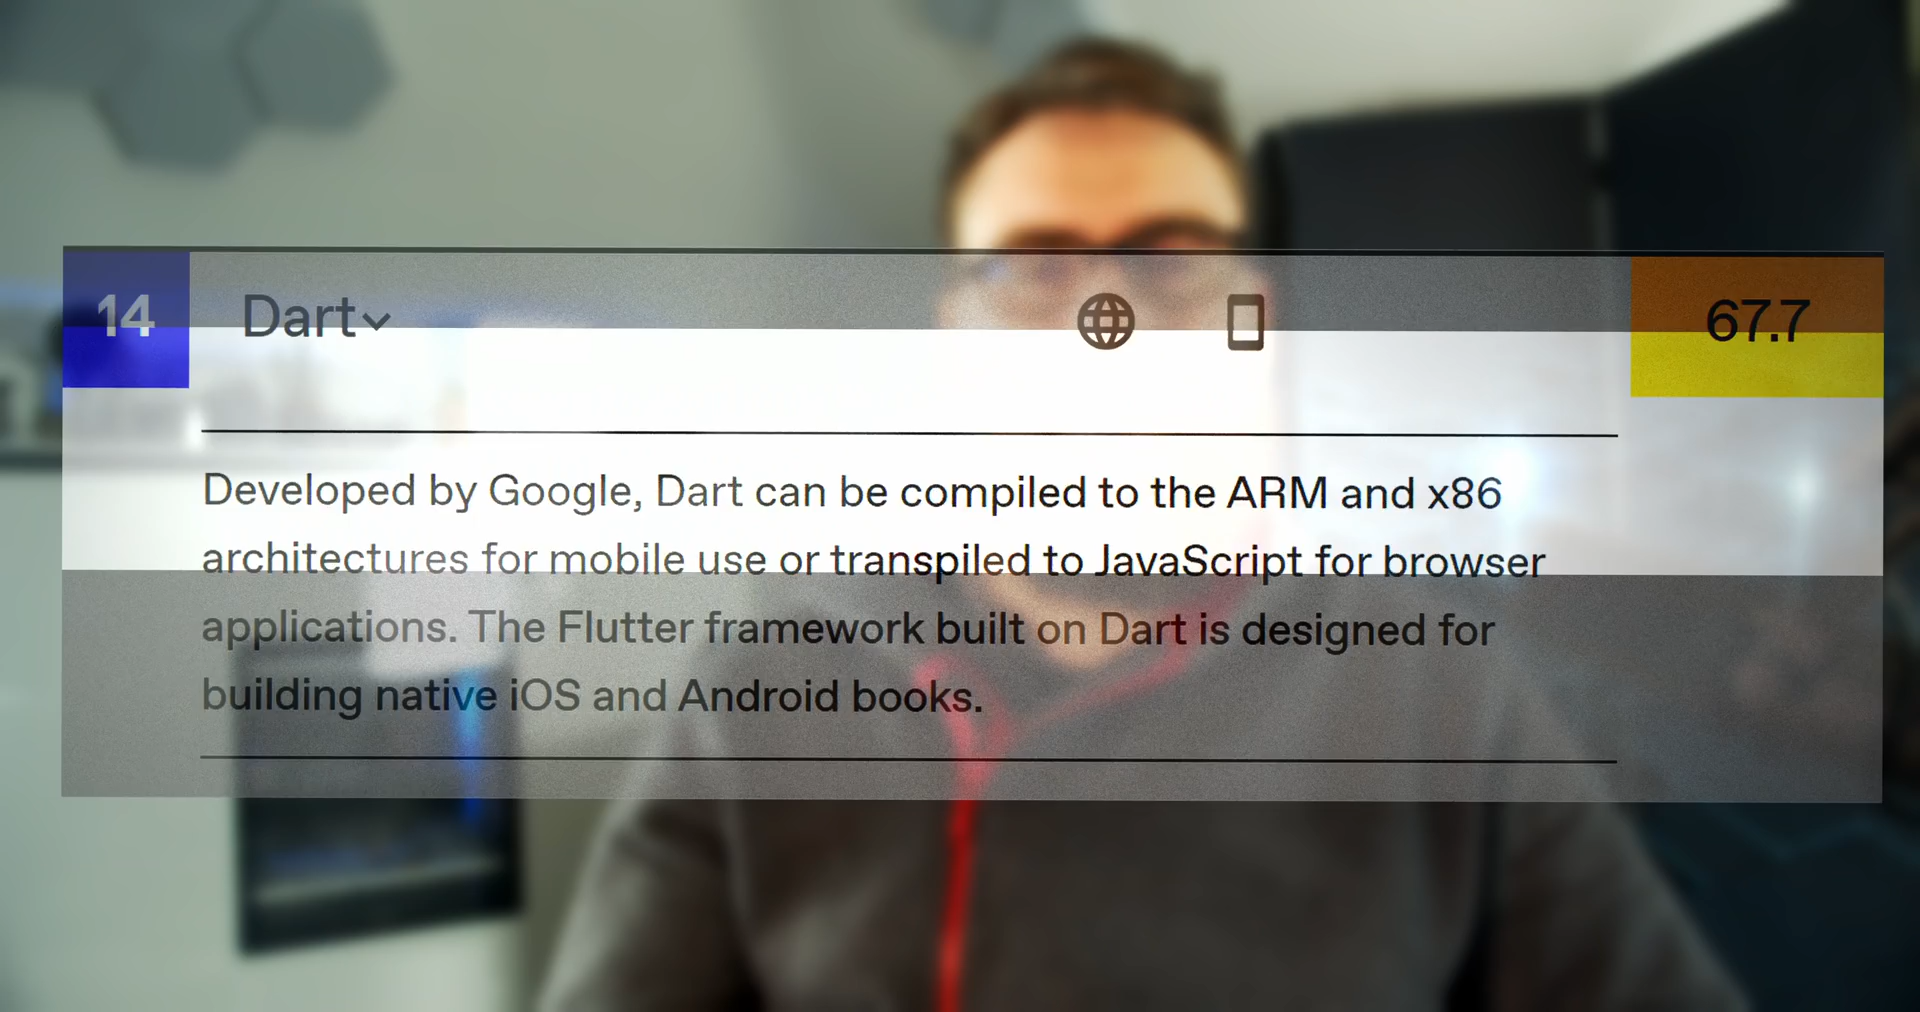 14 Dart 67.7
Developed by Google, Dart can be compiled to the ARM and x86
architectures for mobile use or transpiled to JavaScript for browser
applications. The Flutter framework built on Dart is designed for
building native iOS and Android books.